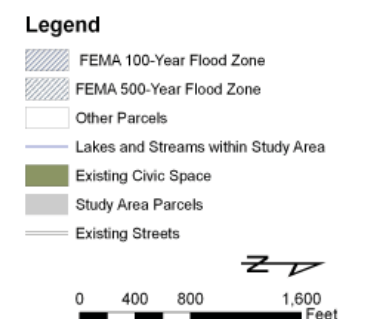 Legend
FEMA 100-Year Flood Zone
FEMA 500-Year Flood Zone
Other Parcels
Lakes and Streams within Study Area
Existing Civic Space
Study Area Parcels
Existing Streets
Z
0 400 800 1,600
Feet